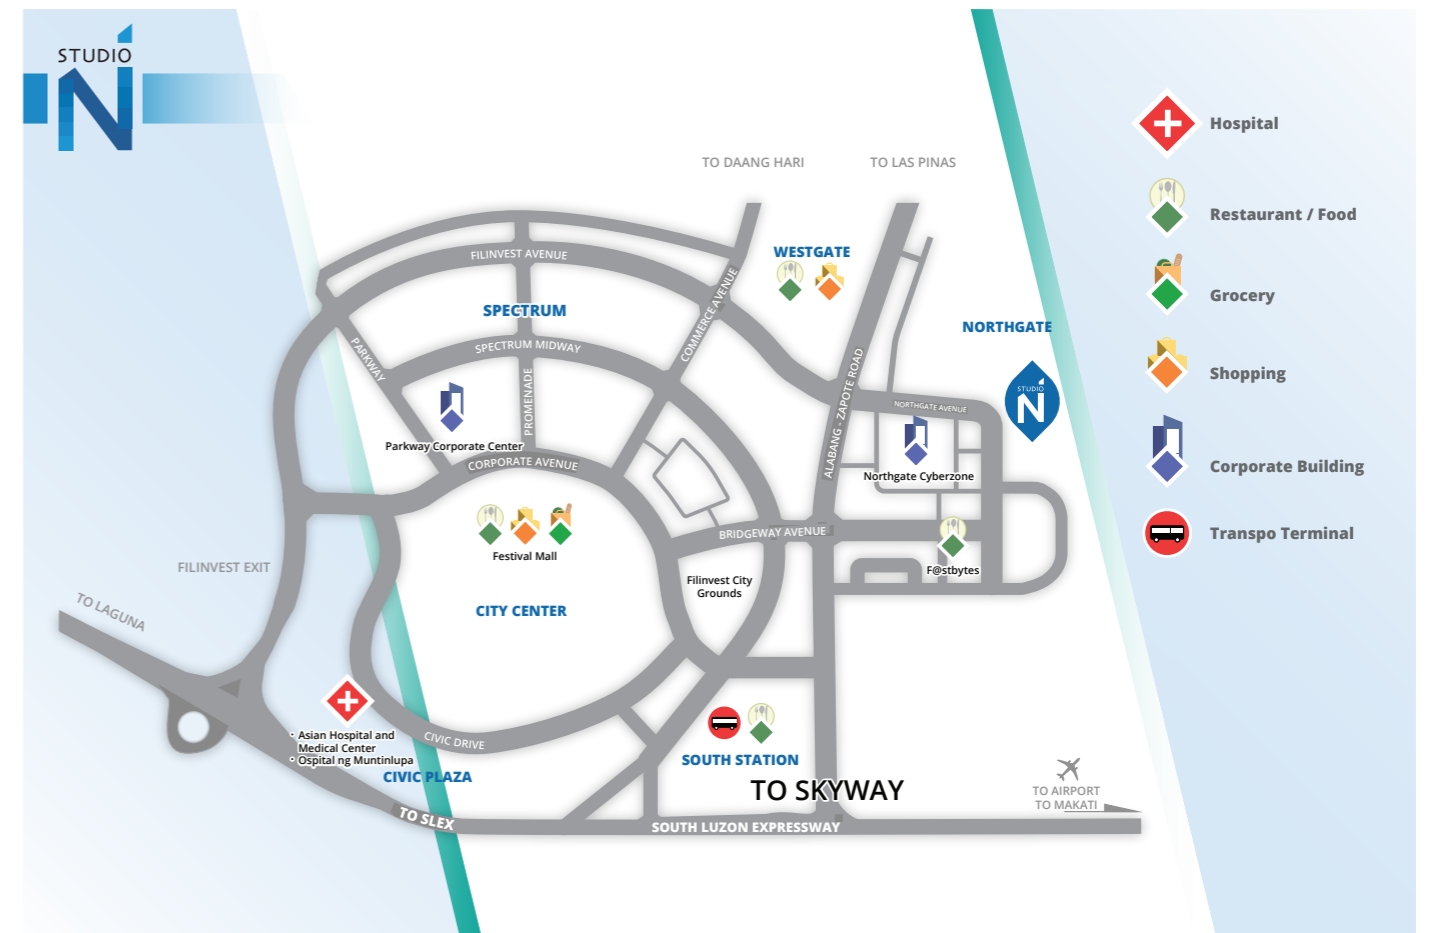 STUDIO
N
TO DAANG HARI
TO LAS PINAS
FILINVEST AVENUE
WESTGATE
SPECTRUM
COMMERCE AVENUE
NORTHGATE
PARKWAY
SPECTRUM MIDWAY
PROMENADE
ALABANG - ZAPOTE ROAD
NORTHGATE AVENUE
STUDIO
N
Parkway Corporate Center
CORPORATE AVENUE
Northgate Cyberzone
BRIDGEWAY AVENUE
Festival Mall
F@stbytes
Filinvest City
Grounds
FILINVEST EXIT
CITY CENTER
TO LAGUNA
· Asian Hospital and
Medical Center
· Ospital ng Muntinlupa
CIVIC DRIVE
CIVIC PLAZA
SOUTH STATION
TO SKYWAY
TO AIRPORT
TO MAKATI
TO SLEX
SOUTH LUZON EXPRESSWAY
Hospital
Restaurant / Food
Grocery
Shopping
Corporate Building
Transpo Terminal